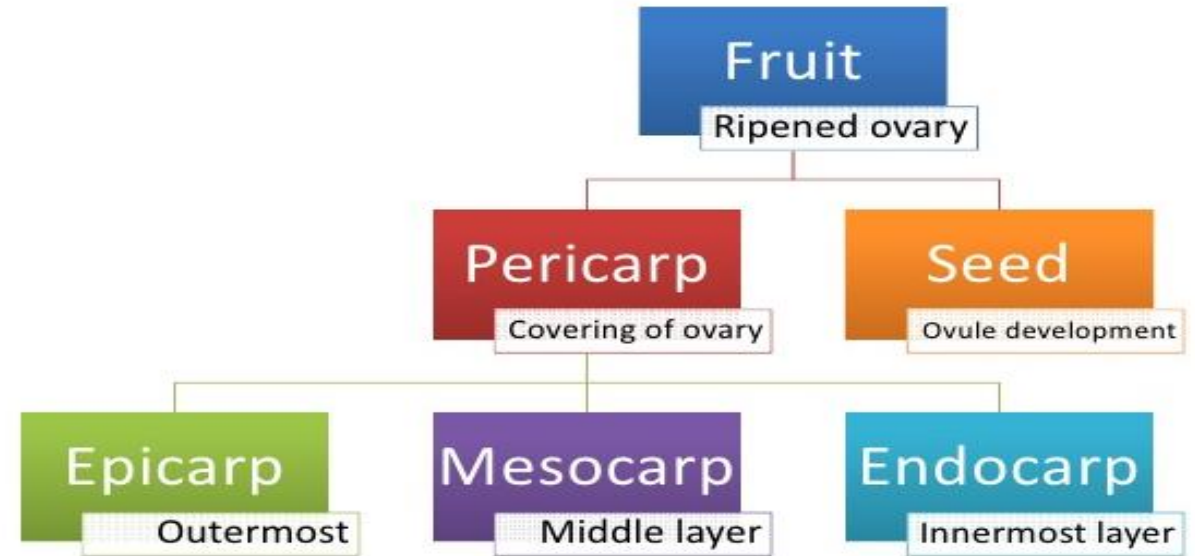 Fruit
Ripened ovary
Pericarp
Covering of ovary
Seed
Ovule development
Epicarp
Outermost
Mesocarp
Middle layer
Endocarp
Innermost layer